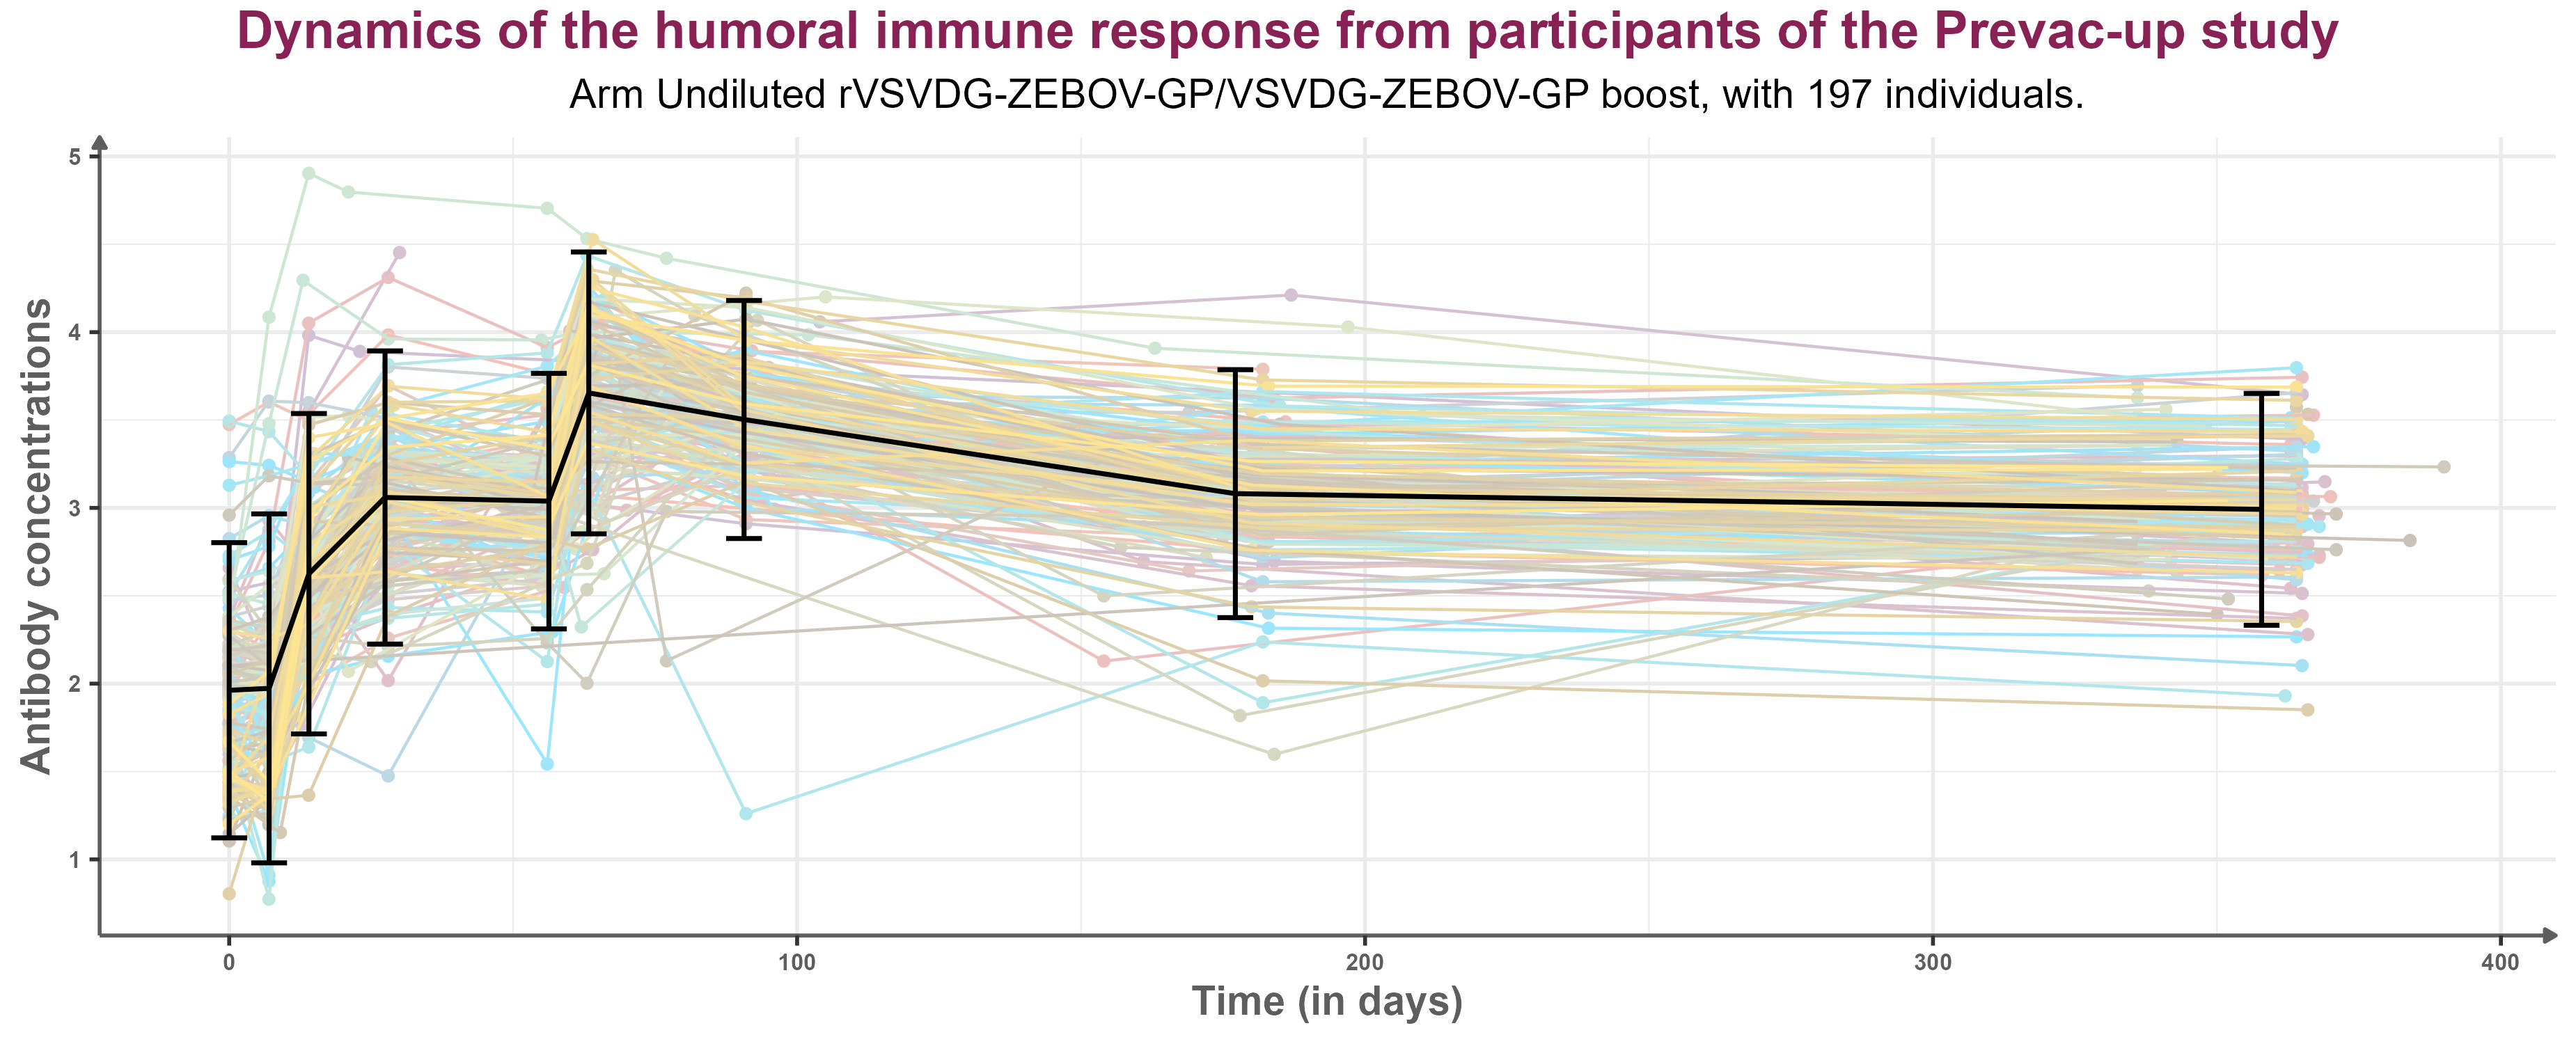 Dynamics of the humoral immune response from participants of the Prevac-up study
Arm Undiluted rVSVDG-ZEBOV-GP/VSVDG-ZEBOV-GP boost, with 197 individuals.
Antibody concentrations
5
4
3
2
1
0 100 200 300 400
Time (in days)